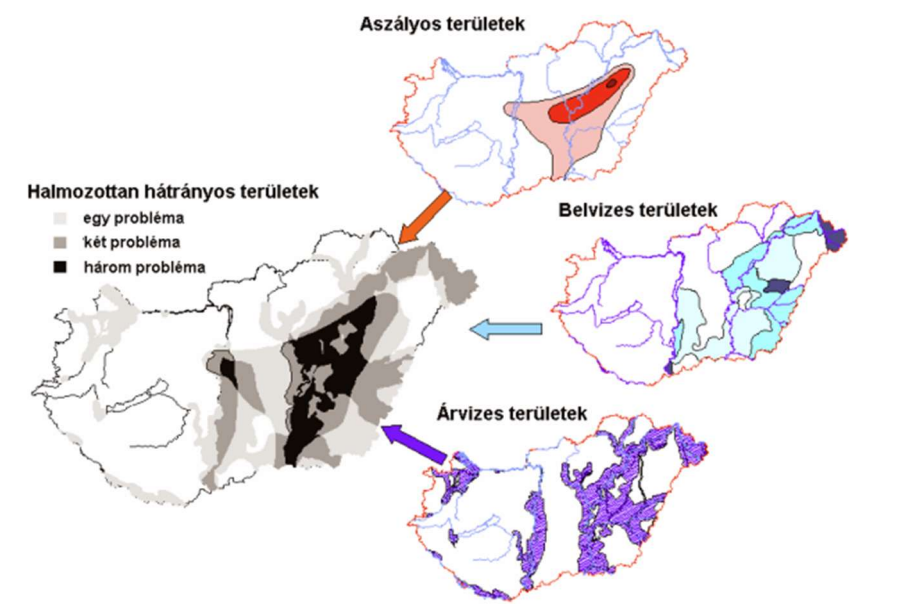 Aszályos területek
Halmozottan hátrányos területek
egy probléma
két probléma
három probléma
Belvizes területek
Árvizes területek